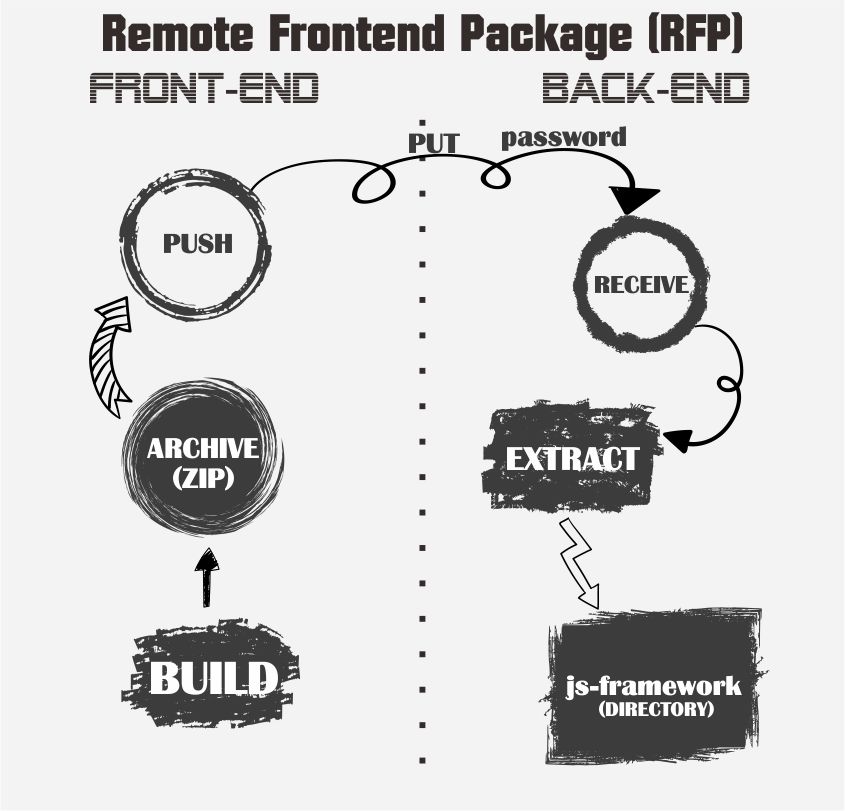 Remote Frontend Package (RFP)
FRONT-END
BACK-END
PUT
password
PUSH
RECEIVE
ARCHIVE
(ZIP)
EXTRACT
BUILD
js-framework
(DIRECTORY)